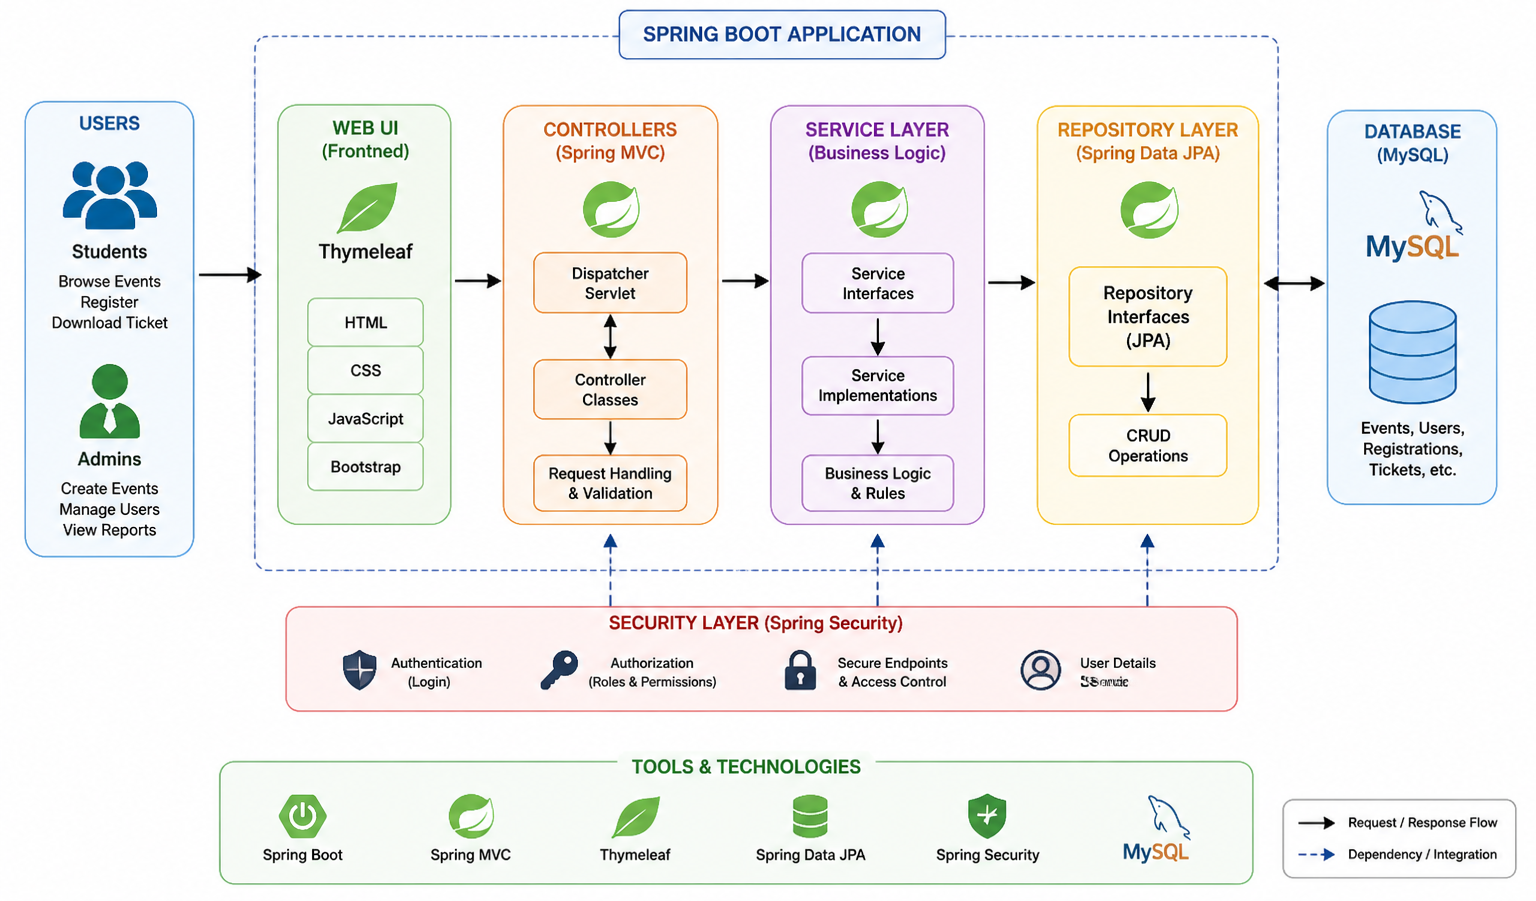 SPRING BOOT APPLICATION
USERS
Students
Browse Events
Register
Download Ticket
Admins
Create Events
Manage Users
View Reports
WEB UI
(Frontned)
Thymeleaf
HTML
CSS
JavaScript
Bootstrap
CONTROLLERS
(Spring MVC)
Dispatcher
Servlet
Controller
Classes
Request Handling
& Validation
SERVICE LAYER
(Business Logic)
Service
Interfaces
Service
Implementations
Business Logic
& Rules
REPOSITORY LAYER
(Spring Data JPA)
Repository
Interfaces
(JPA)
CRUD
Operations
DATABASE
(MySQL)
MySQL
Events, Users,
Registrations,
Tickets, etc.
SECURITY LAYER (Spring Security)
Authentication
(Login)
Authorization
(Roles & Permissions)
Secure Endpoints
& Access Control
User Details
TOOLS & TECHNOLOGIES
Spring Boot
Spring MVC
Thymeleaf
Spring Data JPA
Spring Security
MySQL
Request / Response Flow
Dependency / Integration